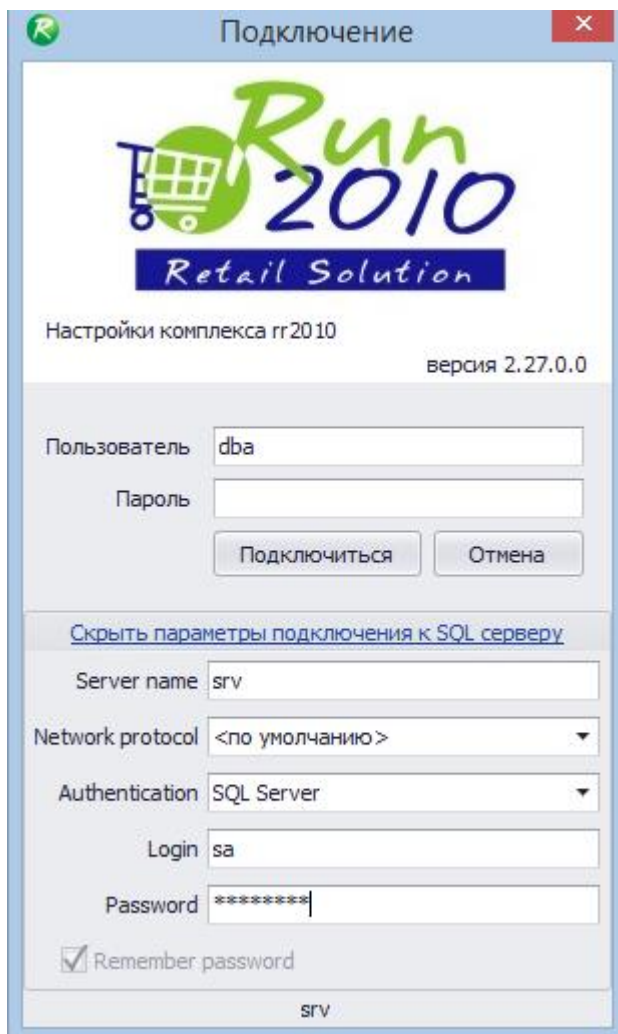 Подключение
Run
2010
Retail Solution
Настройки комплекса rr2010
версия 2.27.0.0
Пользователь dba
Пароль
Подключиться Отмена
Скрыть параметры подключения к SQL серверу
Server name srv
Network protocol <по умолчанию>
Authentication SQL Server
Login sa
Password ********
Remember password
srv